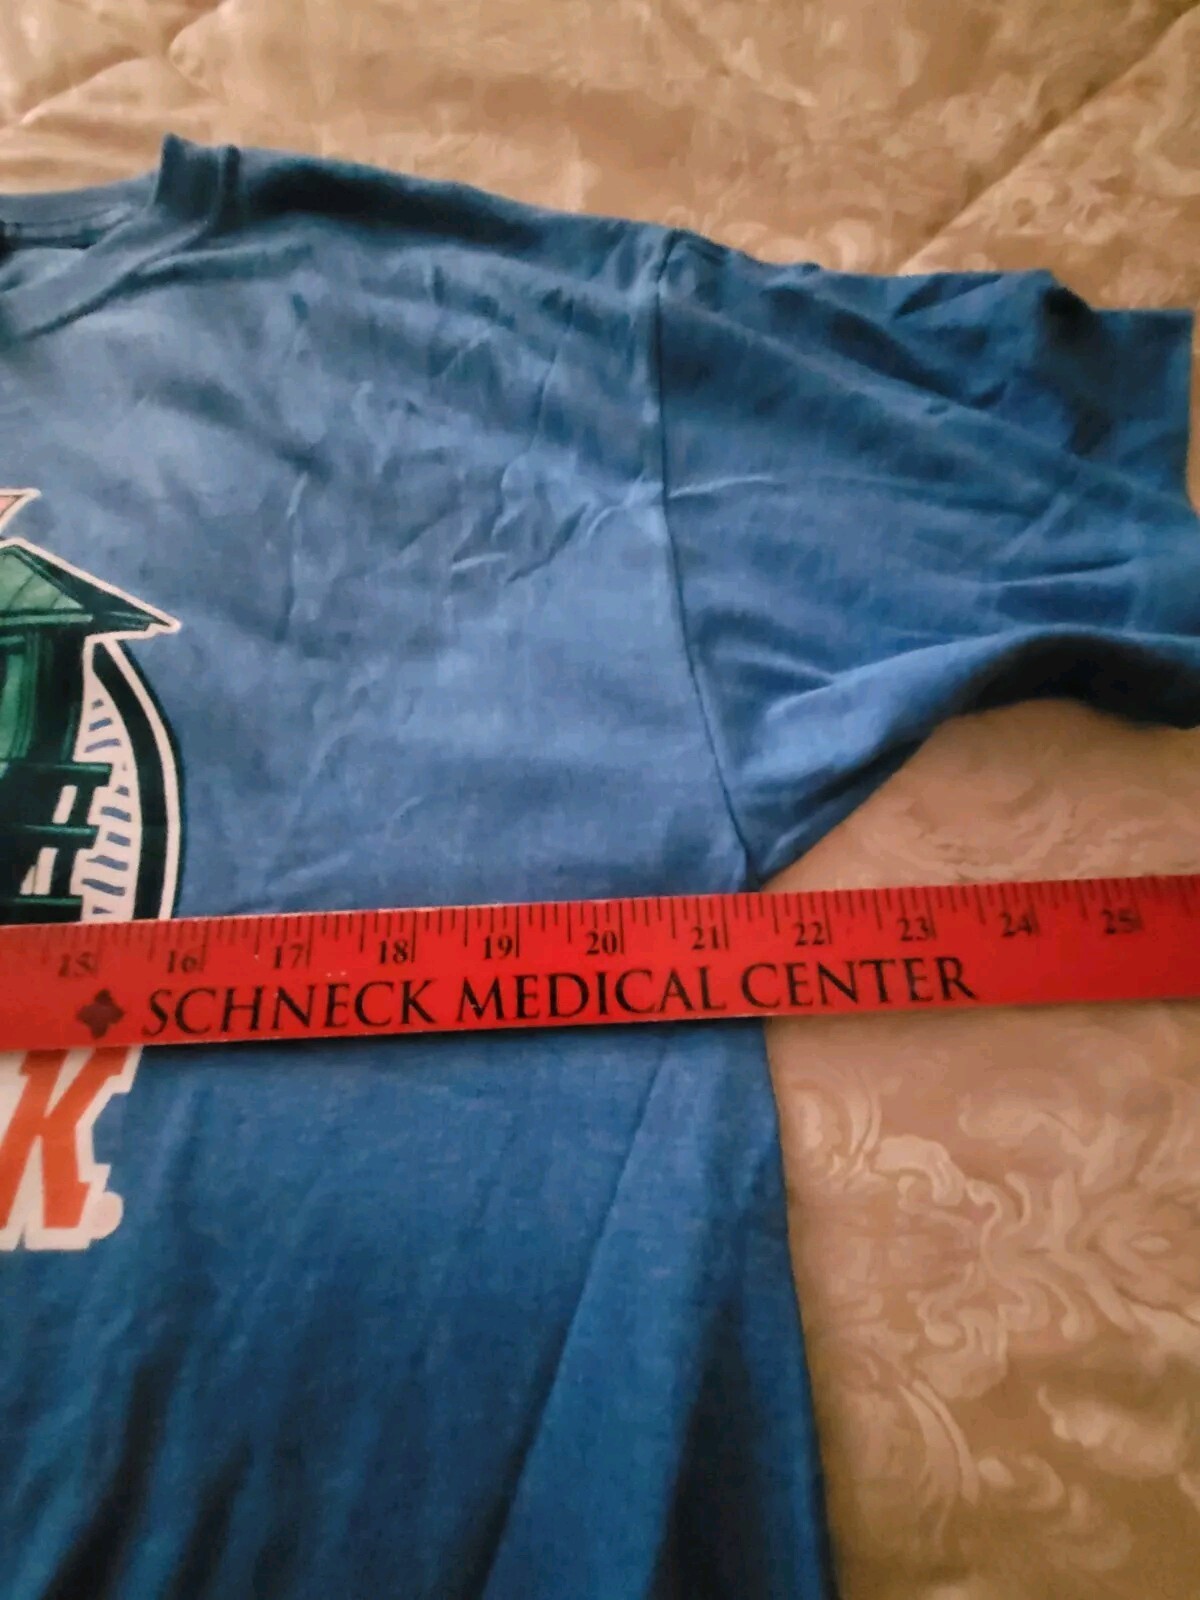 15 16 17 18 19 20 21 22 23 24 25
SCHNECK MEDICAL CENTER
K